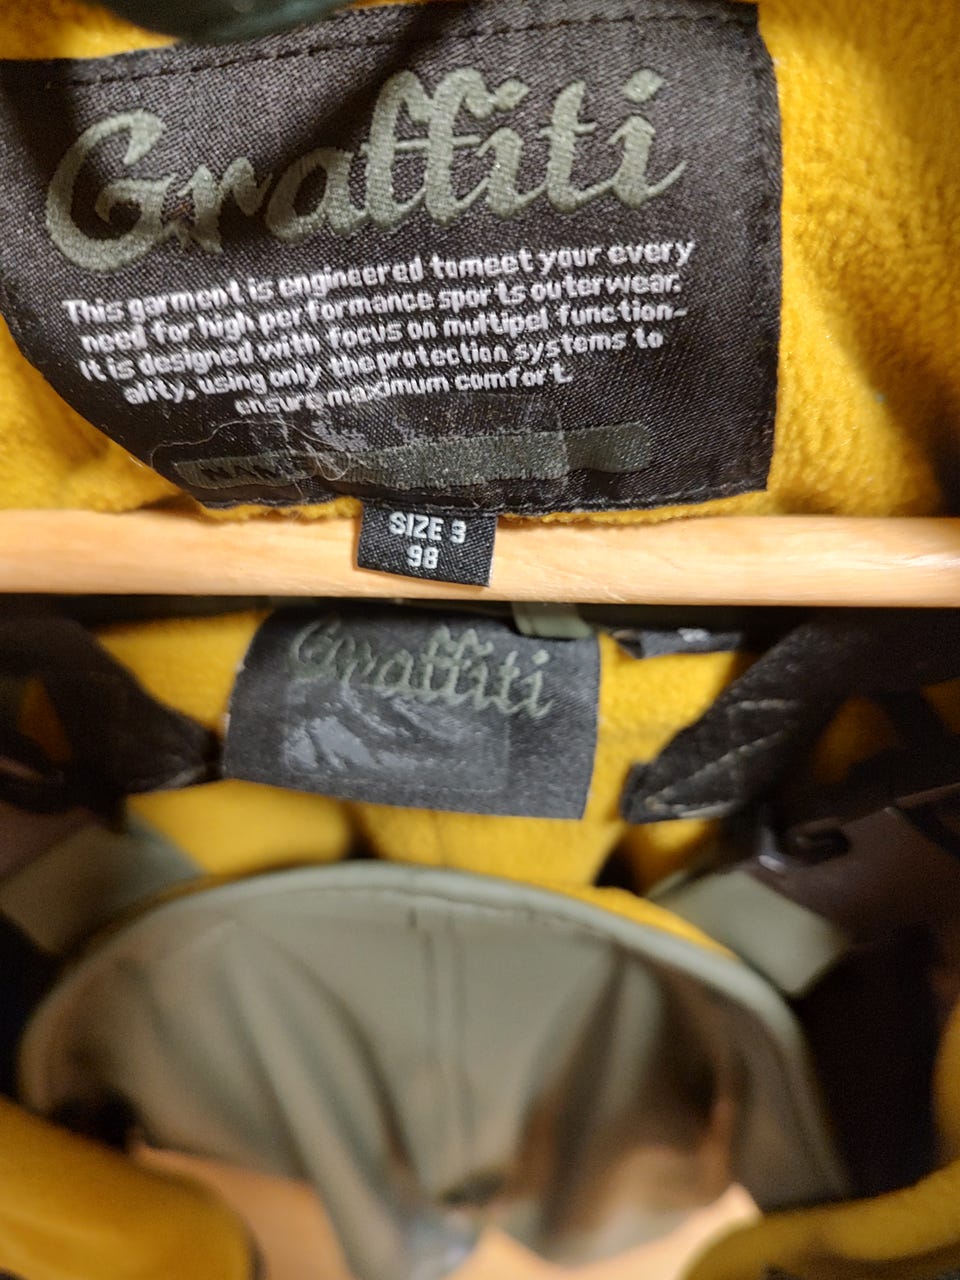 Graffiti
This garment is engineered tomeet your every
need for high performance sports outerwear.
It is designed with focus on multipel function-
ality, using only the protection systems to
ensure maximum comfort.
NAME
SIZE 3
98
Graffiti